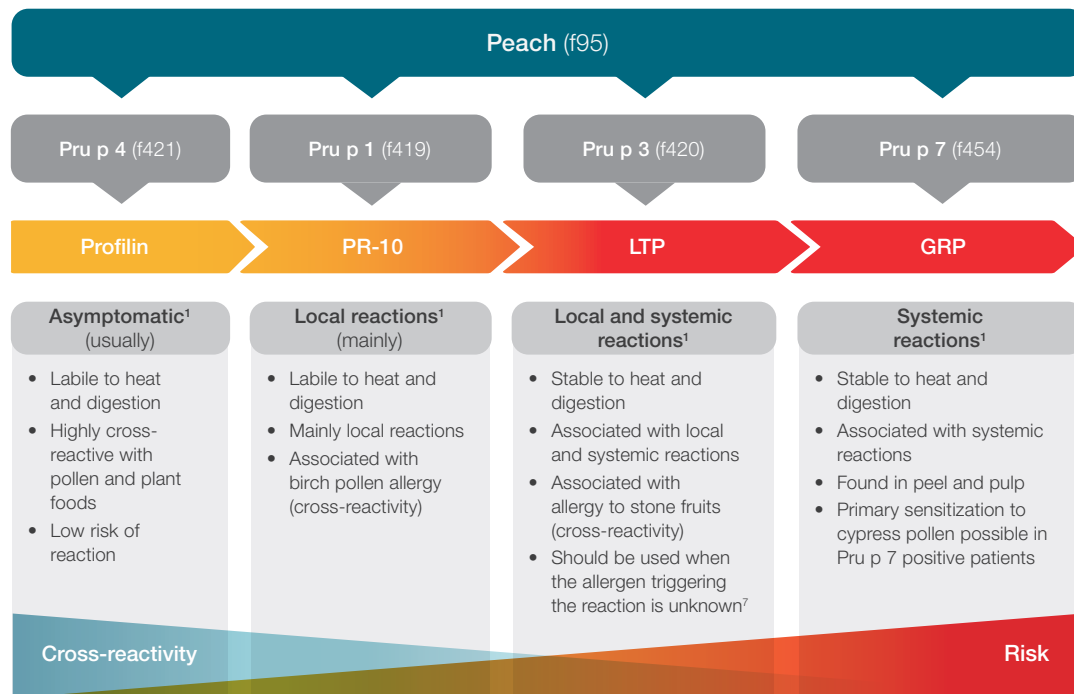 Peach (f95)
Pru p 4 (f421)
Pru p 1 (f419)
Pru p 3 (f420)
Pru p 7 (f454)
Profilin
PR-10
LTP
GRP
Asymptomatic¹
(usually)
• Labile to heat
and digestion
• Highly cross-
reactive with
pollen and plant
foods
• Low risk of
reaction
Local reactions¹
(mainly)
• Labile to heat and
digestion
• Mainly local reactions
• Associated with
birch pollen allergy
(cross-reactivity)
Local and systemic
reactions¹
• Stable to heat and
digestion
• Associated with local
and systemic reactions
• Associated with
allergy to stone fruits
(cross-reactivity)
• Should be used when
the allergen triggering
the reaction is unknown⁷
Systemic
reactions¹
• Stable to heat and
digestion
• Associated with systemic
reactions
• Found in peel and pulp
• Primary sensitization to
cypress pollen possible in
Pru p 7 positive patients
Cross-reactivity
Risk